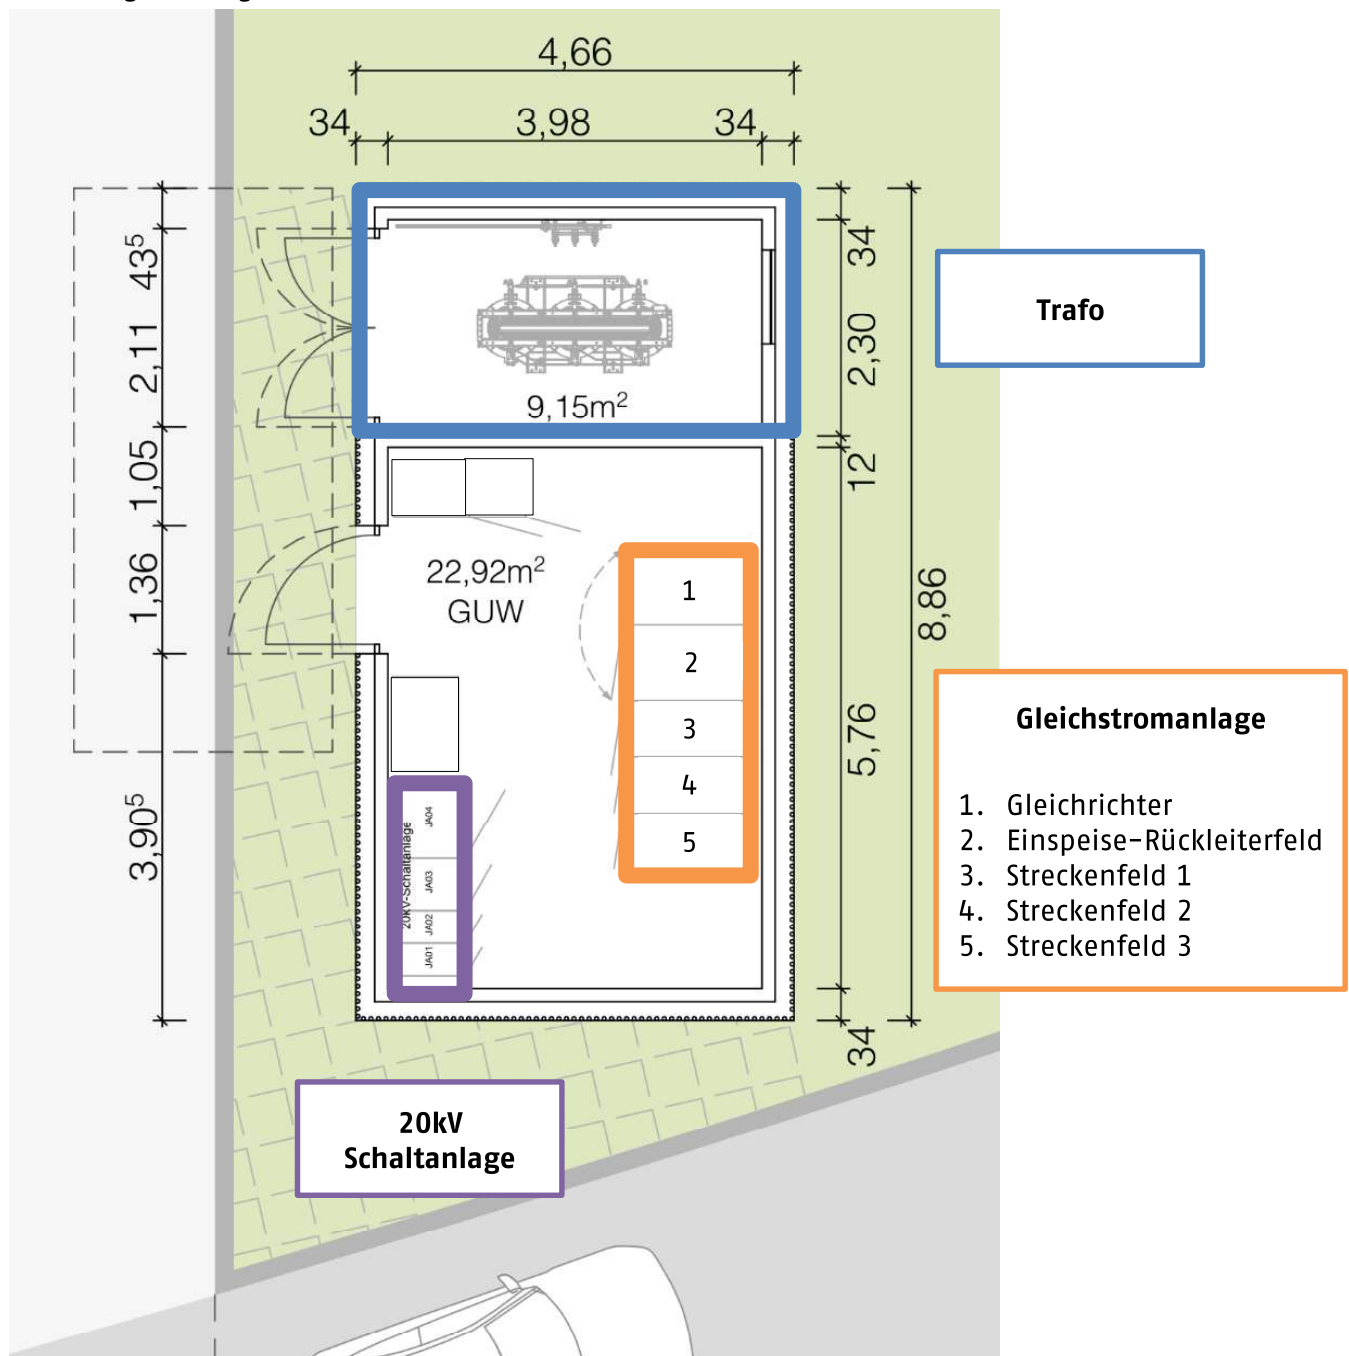 4,66
34
3,98
34
43⁵
2,11
1,05
1,36
3,90⁵
34
2,30
12
5,76
34
8,86
9,15m²
22,92m²
GUW
1
2
3
4
5
20kV-Schaltanlage
JA04
JA03
JA02
JA01
Trafo
Gleichstromanlage
1. Gleichrichter
2. Einspeise-Rückleiterfeld
3. Streckenfeld 1
4. Streckenfeld 2
5. Streckenfeld 3
20kV
Schaltanlage